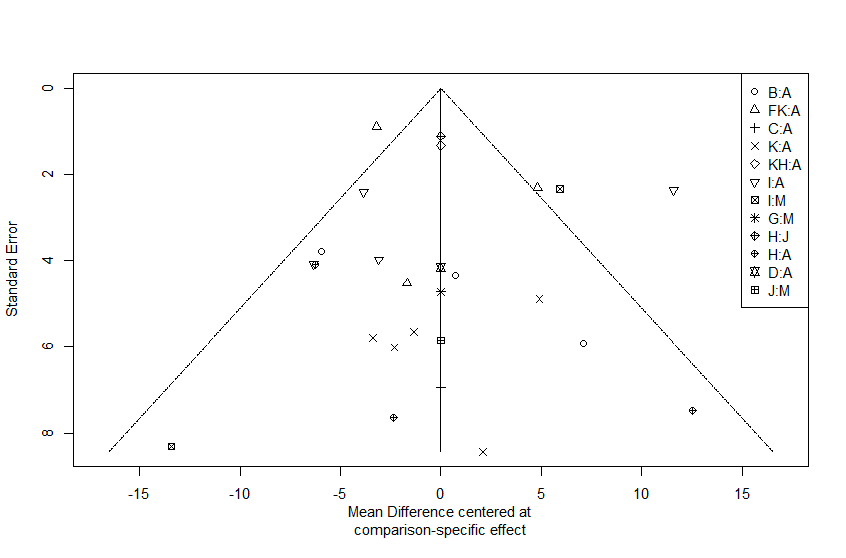 0
2
4
6
8
Standard Error
-15
-10
-5
0
5
10
15
Mean Difference centered at
comparison-specific effect
B:A
FK:A
C:A
K:A
KH:A
I:A
I:M
G:M
H:J
H:A
D:A
J:M